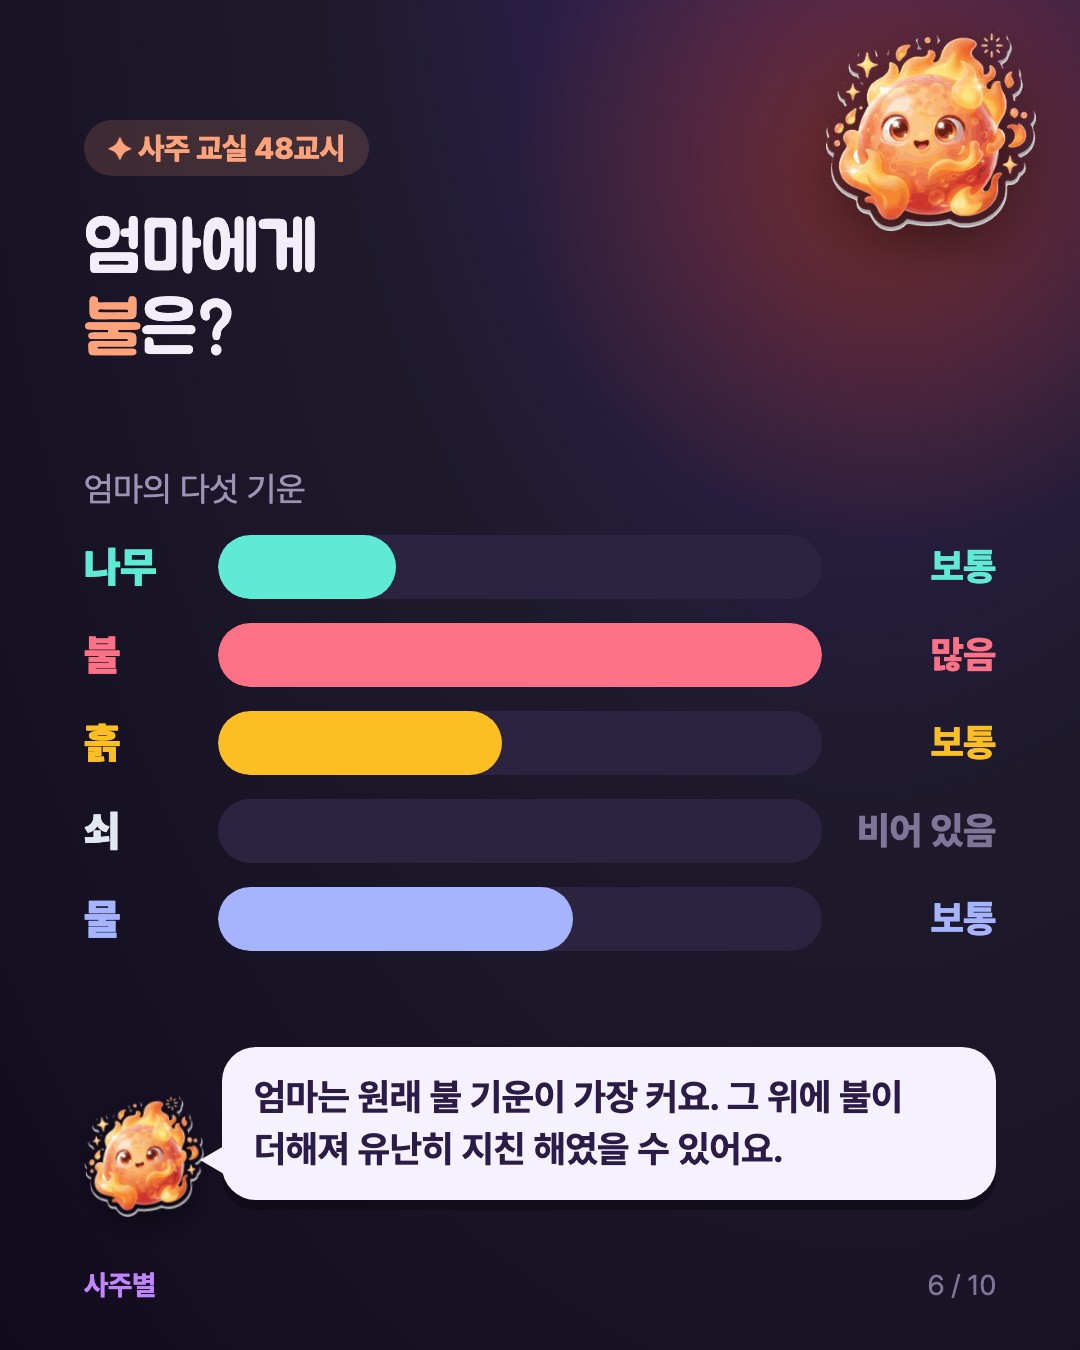 ✦ 사주 교실 48교시
엄마에게
불은?
엄마의 다섯 기운
나무 보통
불 많음
흙 보통
쇠 비어 있음
물 보통
엄마는 원래 불 기운이 가장 커요. 그 위에 불이
더해져 유난히 지친 해였을 수 있어요.
사주별 6 / 10